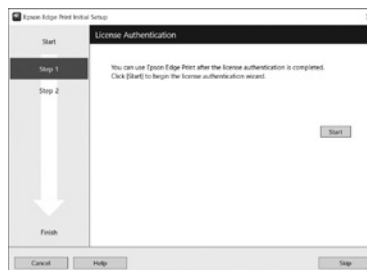 Epson Edge Print Initial Setup
Start
Step 1
Step 2
Finish
License Authentication
You can use Epson Edge Print after the license authentication is completed.
Click [Start] to begin the license authentication wizard.
Start
Cancel
Help
Skip